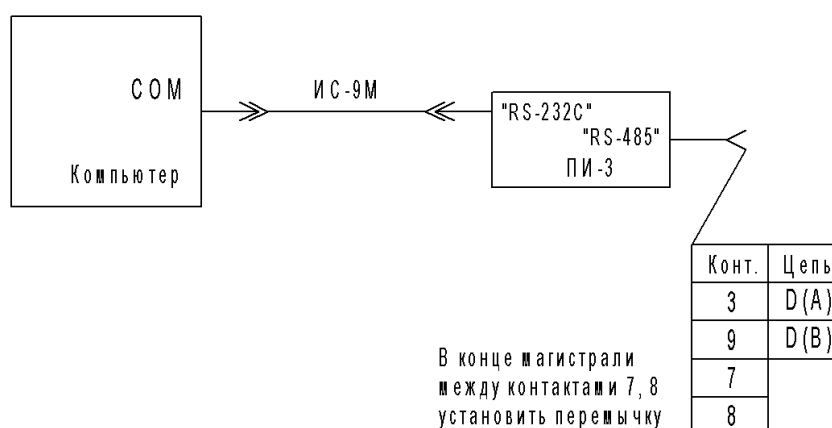 COM
ИС-9М
"RS-232C"
"RS-485"
ПИ-3
Компьютер
Конт. Цепь
3 D(A)
9 D(B)
7
8
В конце магистрали
между контактами 7, 8
установить перемычку